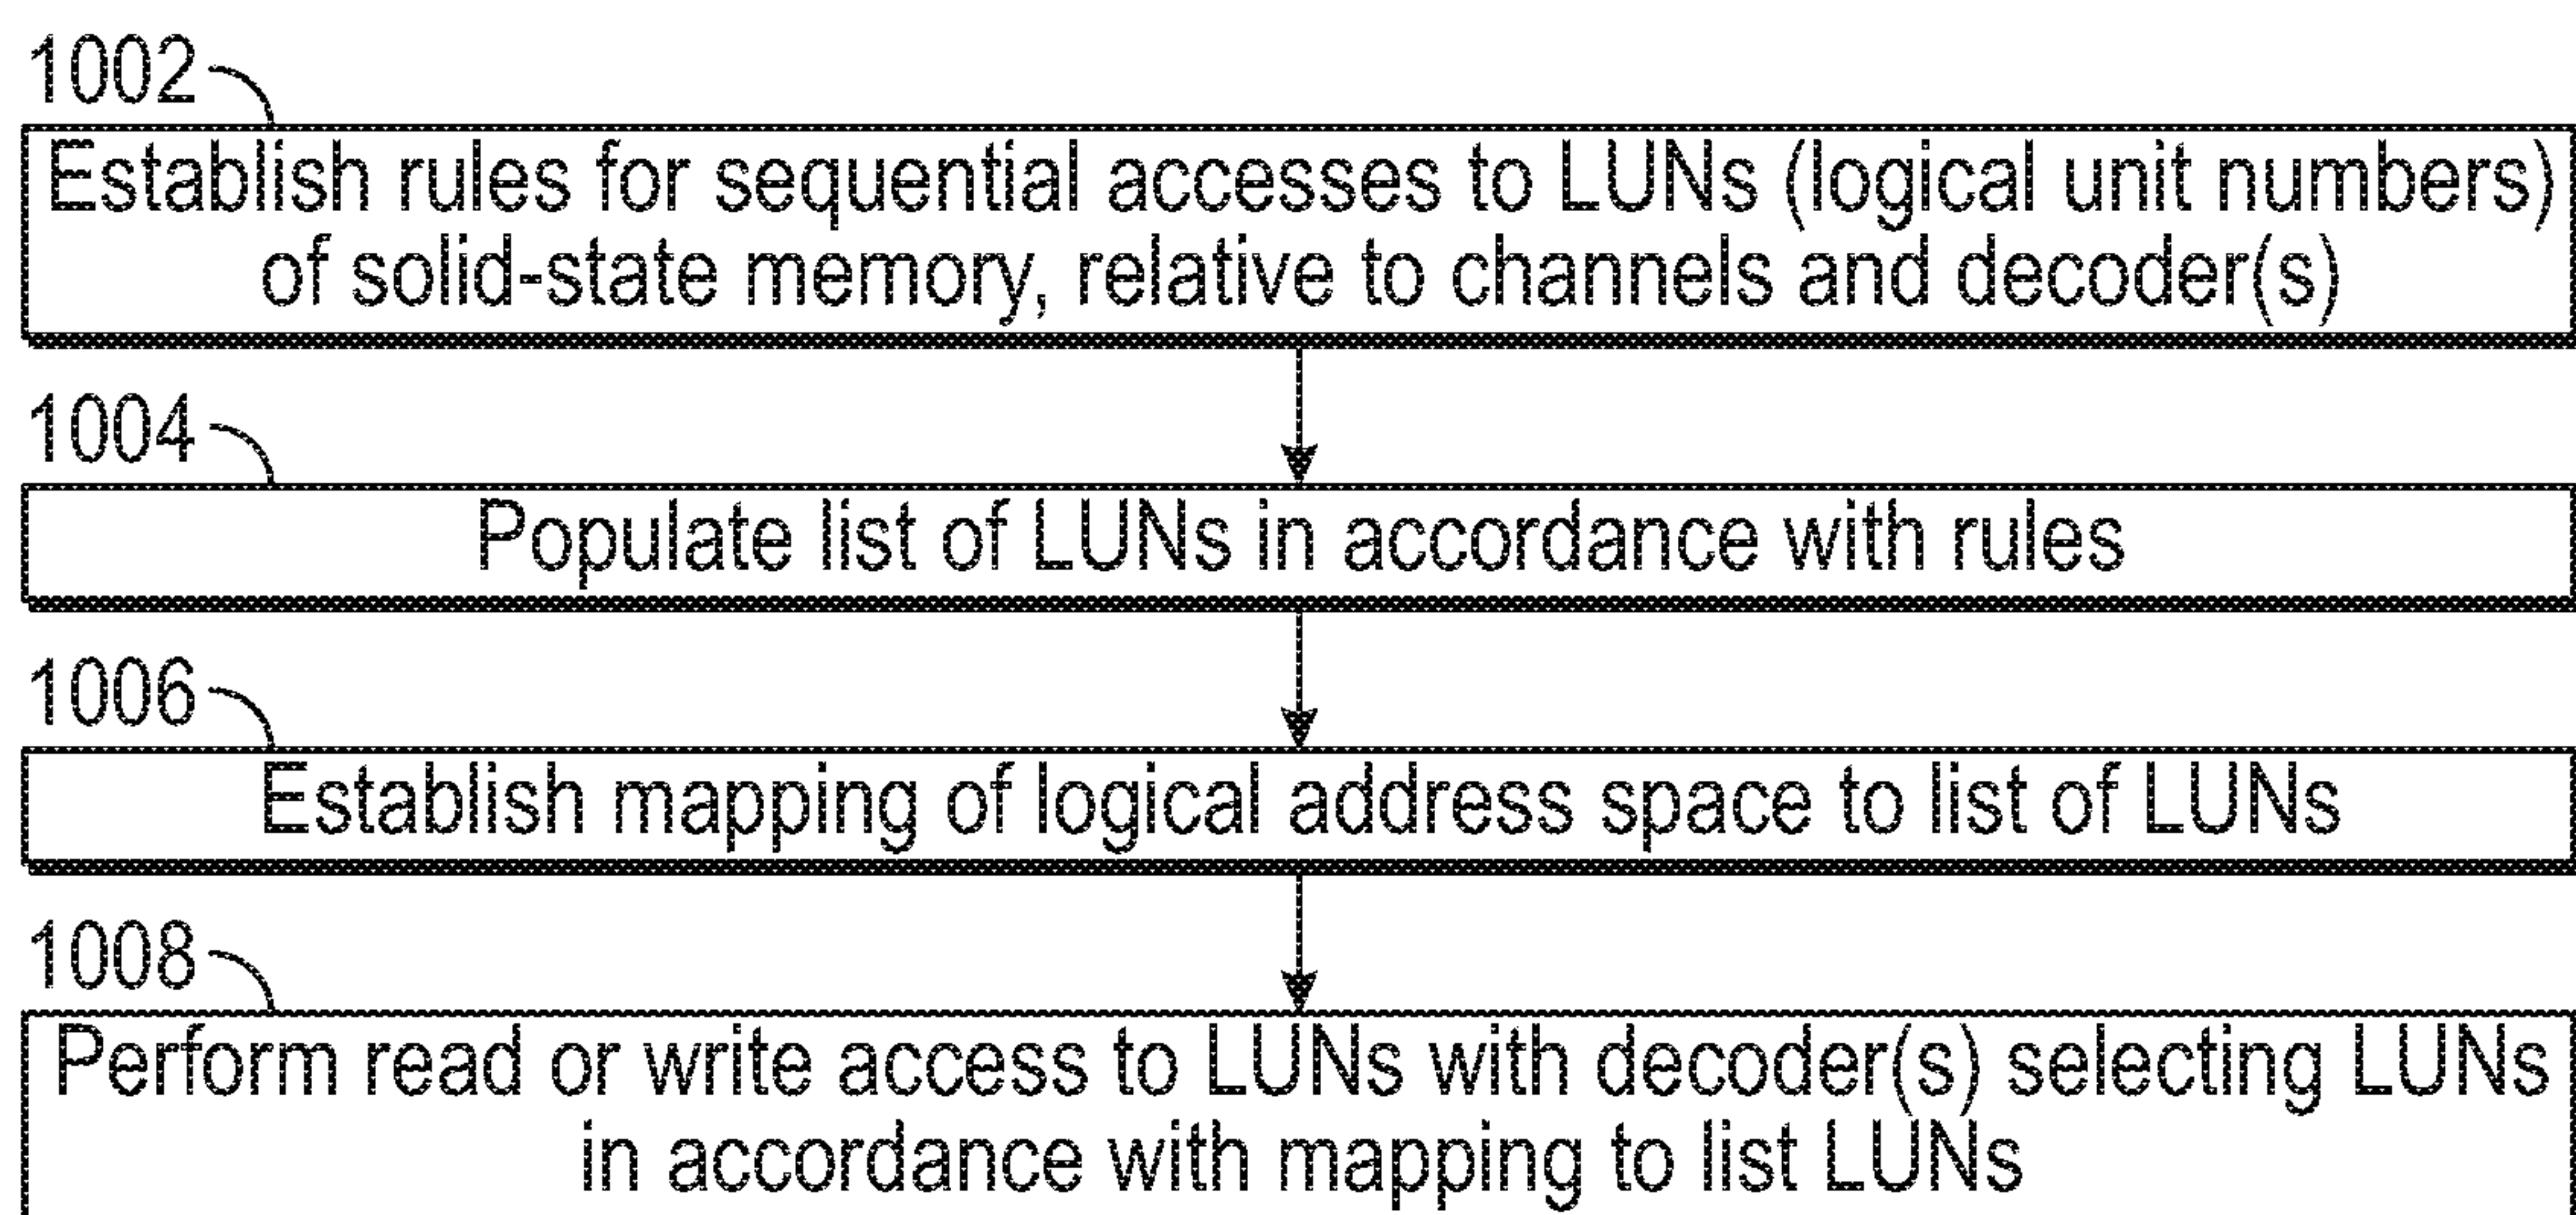 1002
Establish rules for sequential accesses to LUNs (logical unit numbers)
of solid-state memory, relative to channels and decoder(s)
1004
Populate list of LUNs in accordance with rules
1006
Establish mapping of logical address space to list of LUNs
1008
Perform read or write access to LUNs with decoder(s) selecting LUNs
in accordance with mapping to list LUNs